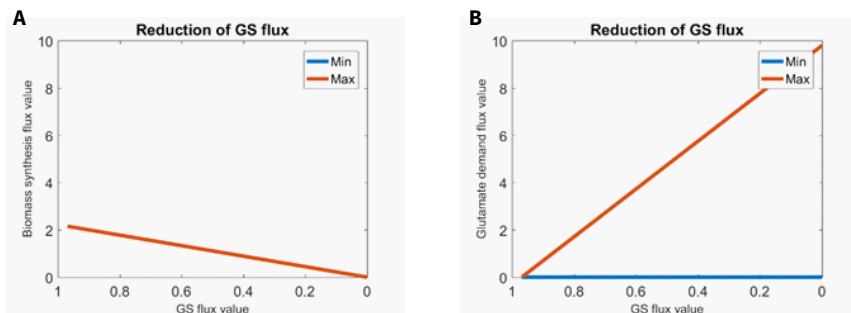 A
Reduction of GS flux
10
8
6
4
2
0
Biomass synthesis flux value
Min
Max
1 0.8 0.6 0.4 0.2 0
GS flux value
B
Reduction of GS flux
10
8
6
4
2
0
Glutamate demand flux value
Min
Max
1 0.8 0.6 0.4 0.2 0
GS flux value